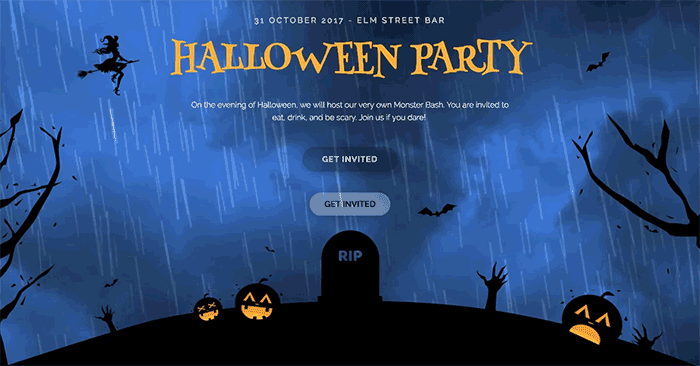 31 OCTOBER 2017 - ELM STREET BAR
HALLOWEEN PARTY
On the evening of Halloween, we will host our very own Monster Bash. You are invited to
eat, drink, and be scary. Join us if you dare!
GET INVITED
GET INVITED
RIP